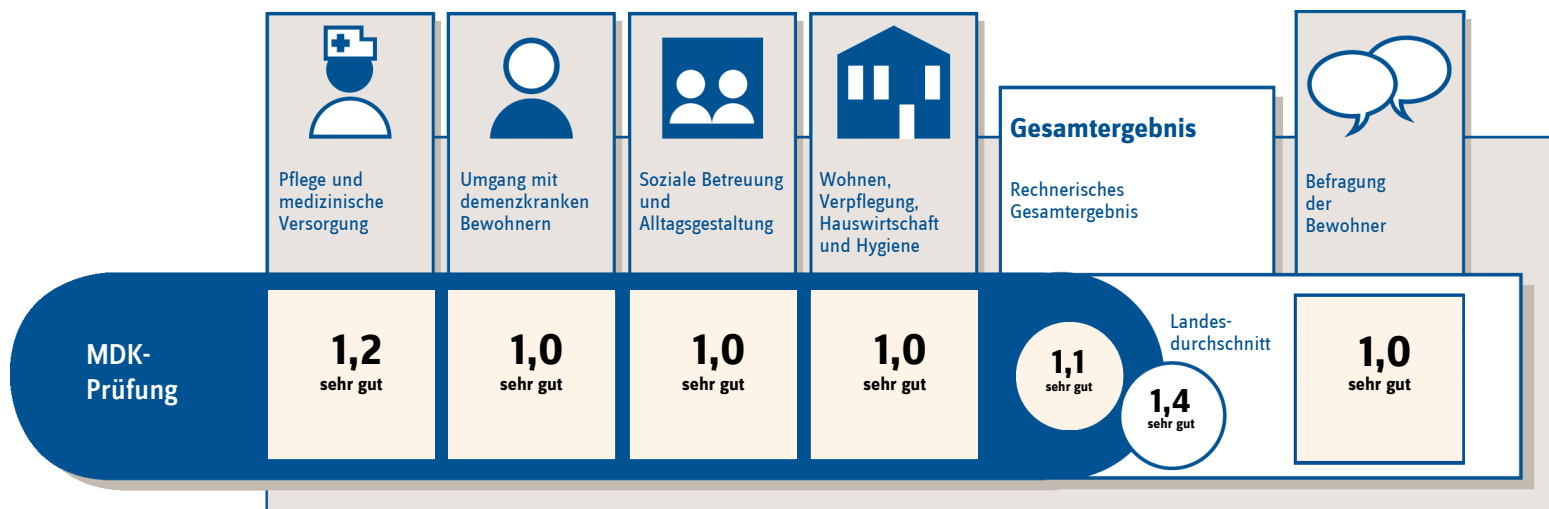 Pflege und
medizinische
Versorgung
Umgang mit
demenzkranken
Bewohnern
Soziale Betreuung
und
Alltagsgestaltung
Wohnen,
Verpflegung,
Hauswirtschaft
und Hygiene
Gesamtergebnis
Rechnerisches
Gesamtergebnis
Befragung
der
Bewohner
MDK-
Prüfung
1,2
sehr gut
1,0
sehr gut
1,0
sehr gut
1,0
sehr gut
1,1
sehr gut
Landes-
durchschnitt
1,4
sehr gut
1,0
sehr gut